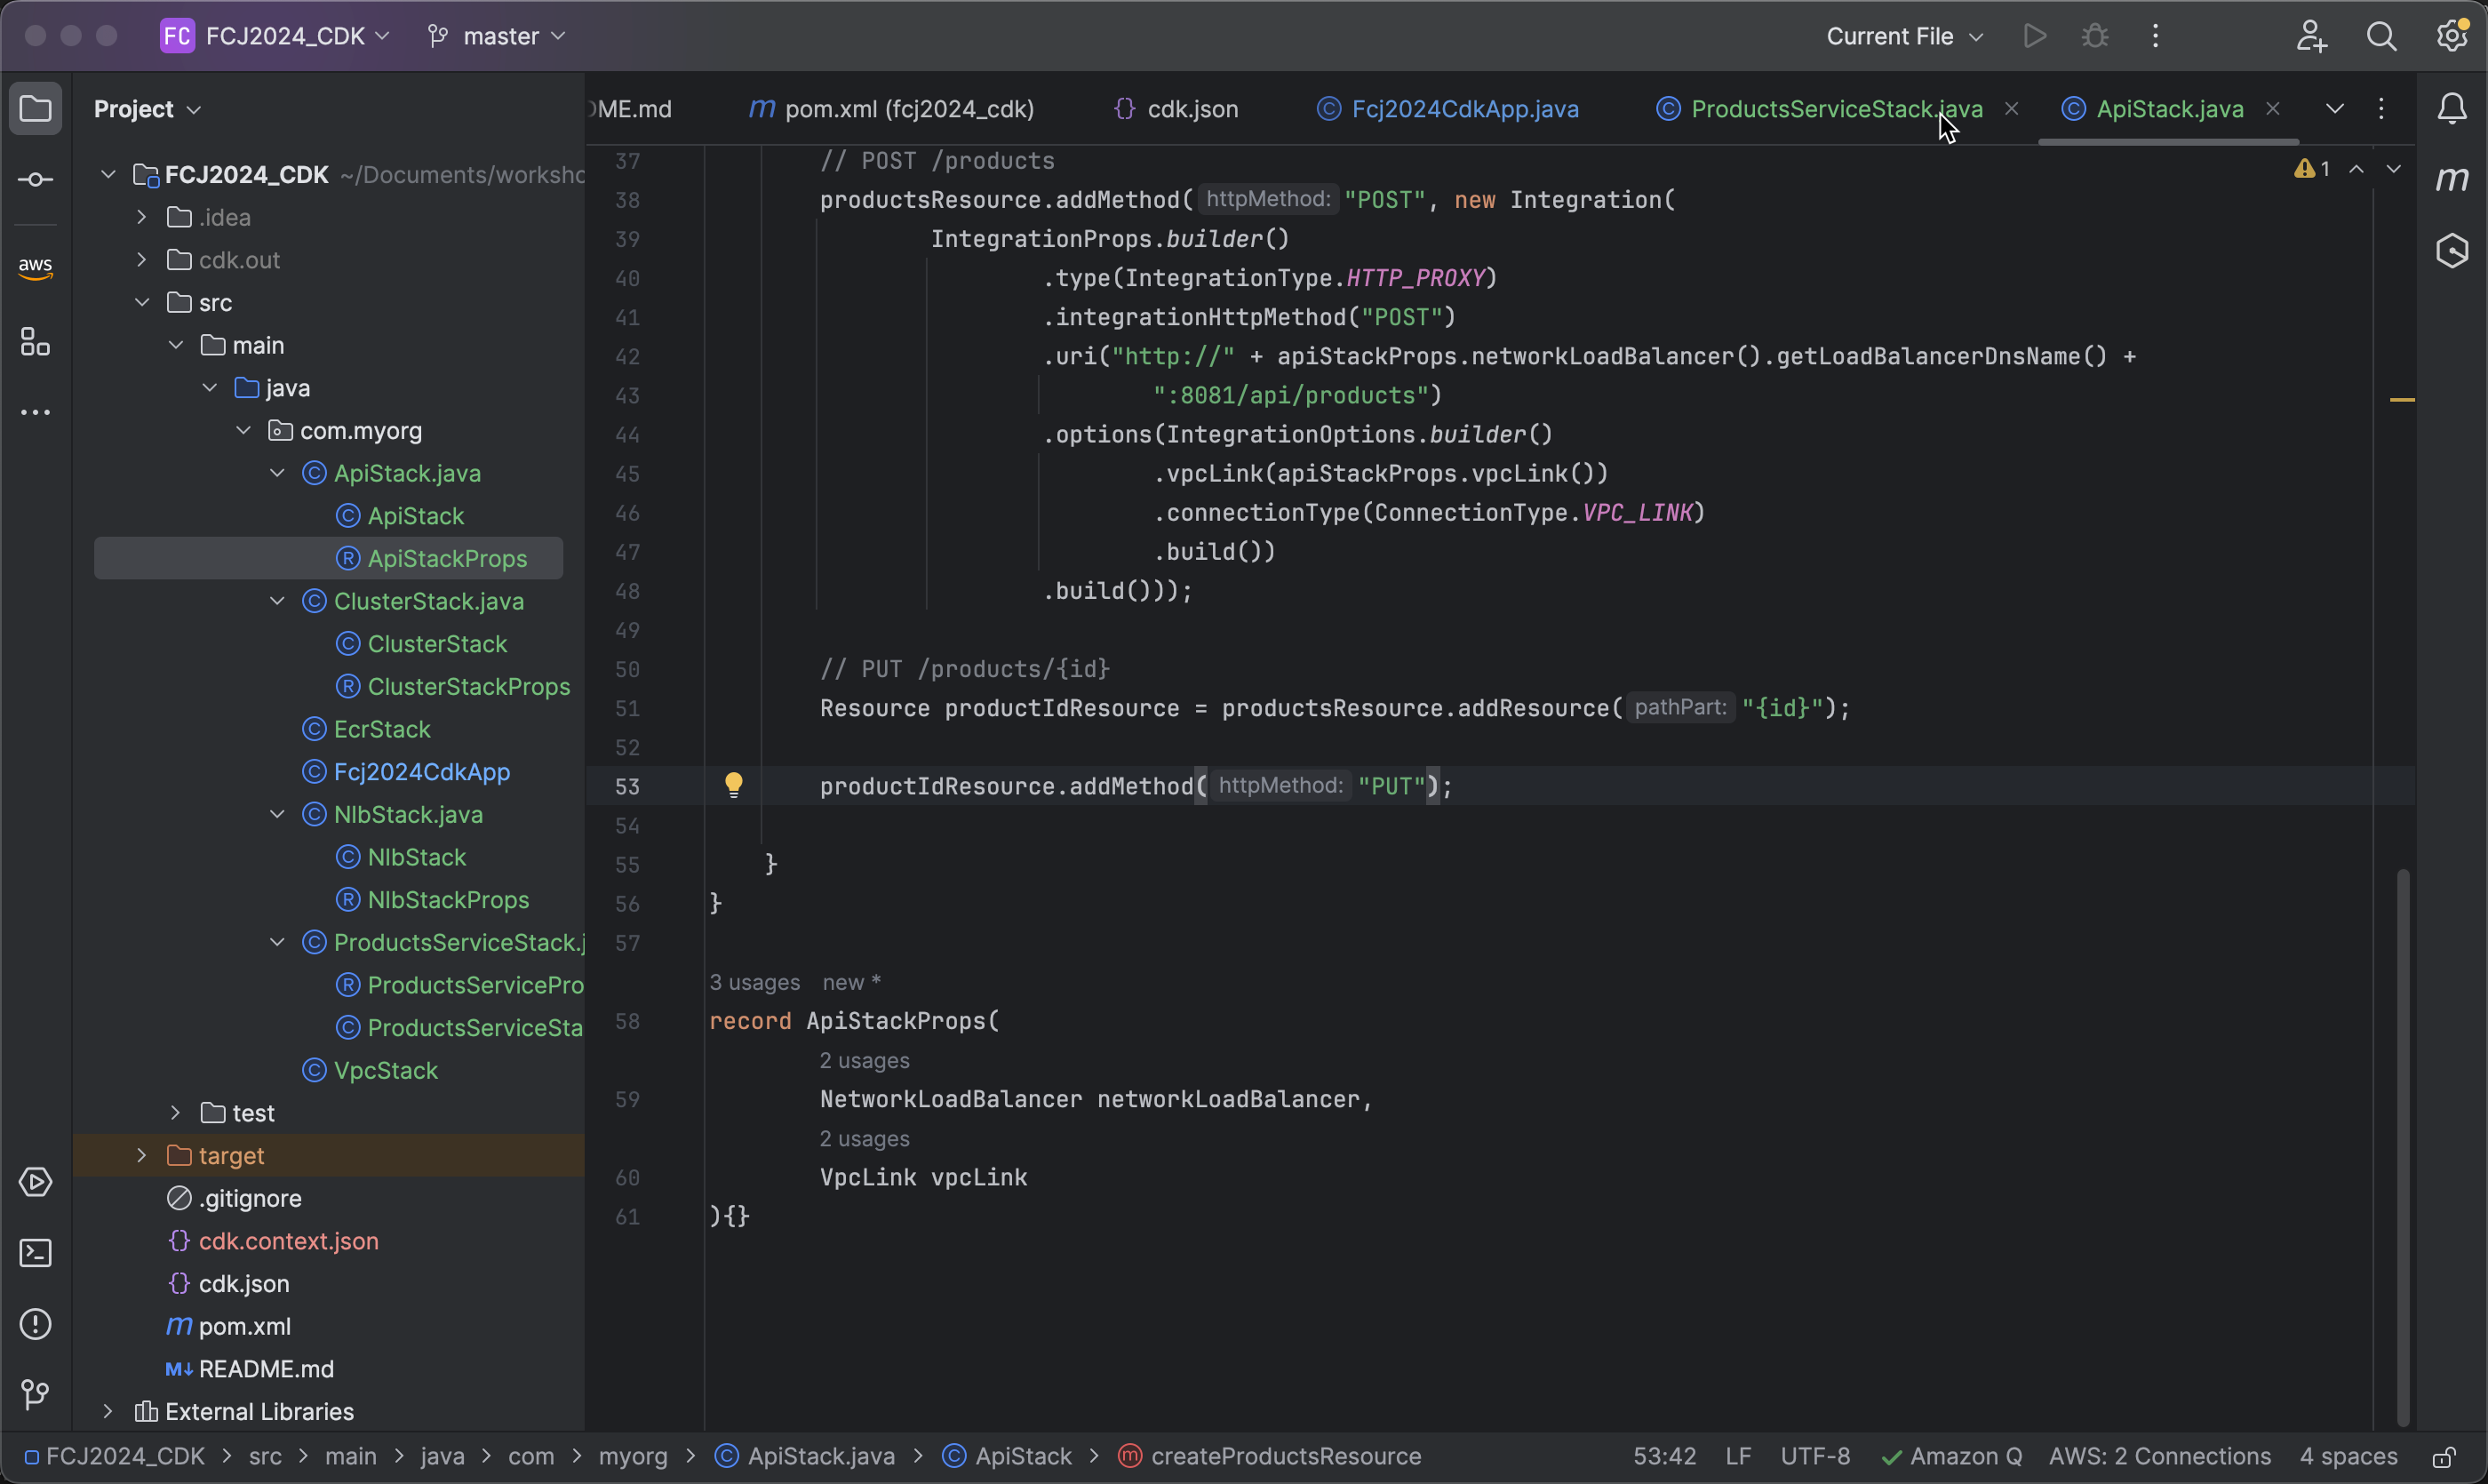 FC FCJ2024_CDK master Current File
Project
OME.md
m pom.xml (fcj2024_cdk)
{} cdk.json
C Fcj2024CdkApp.java
C ProductsServiceStack.java
C ApiStack.java
aws
FCJ2024_CDK ~/Documents/worksho
.idea
cdk.out
src
main
java
com.myorg
C ApiStack.java
C ApiStack
R ApiStackProps
C ClusterStack.java
C ClusterStack
R ClusterStackProps
C EcrStack
C Fcj2024CdkApp
C NlbStack.java
C NlbStack
R NlbStackProps
C ProductsServiceStack.j
R ProductsServicePro
C ProductsServiceSta
C VpcStack
test
target
.gitignore
{} cdk.context.json
{} cdk.json
m pom.xml
M↓ README.md
External Libraries
1
m
37 // POST /products
38 productsResource.addMethod( httpMethod: "POST", new Integration(
39 IntegrationProps.builder()
40 .type(IntegrationType.HTTP_PROXY)
41 .integrationHttpMethod("POST")
42 .uri("http://" + apiStackProps.networkLoadBalancer().getLoadBalancerDnsName() +
43 ":8081/api/products")
44 .options(IntegrationOptions.builder()
45 .vpcLink(apiStackProps.vpcLink())
46 .connectionType(ConnectionType.VPC_LINK)
47 .build())
48 .build()));
49
50 // PUT /products/{id}
51 Resource productIdResource = productsResource.addResource( pathPart: "{id}");
52
53 productIdResource.addMethod( httpMethod: "PUT");
54
55 }
56 }
57
3 usages new *
58 record ApiStackProps(
2 usages
59 NetworkLoadBalancer networkLoadBalancer,
2 usages
60 VpcLink vpcLink
61 ){}
FCJ2024_CDK > src > main > java > com > myorg > C ApiStack.java > C ApiStack > m createProductsResource
53:42 LF UTF-8 Amazon Q AWS: 2 Connections 4 spaces